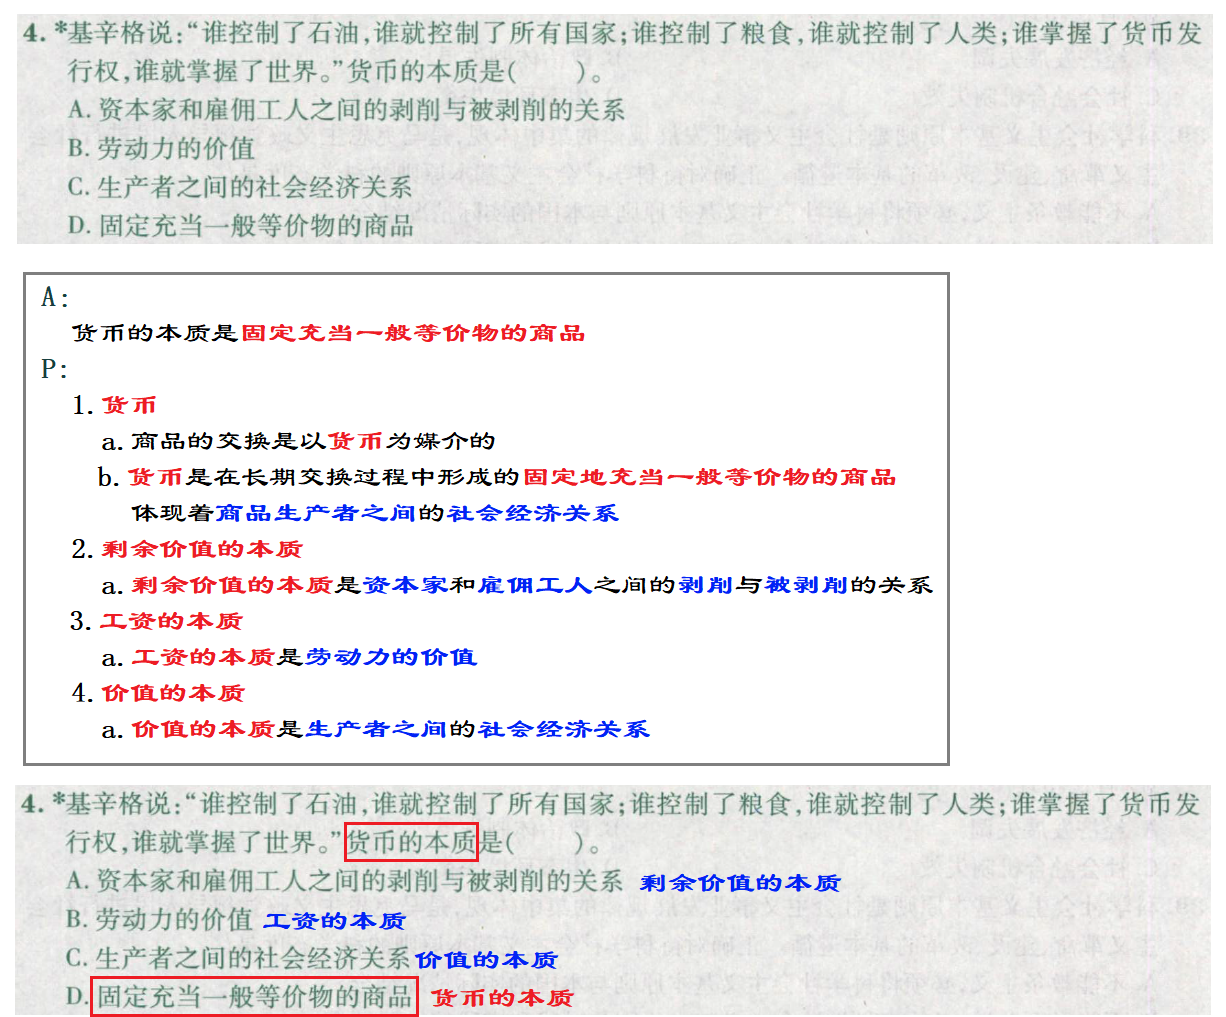 4. *基辛格说:“谁控制了石油,谁就控制了所有国家;谁控制了粮食,谁就控制了人类;谁掌握了货币发
行权,谁就掌握了世界。”货币的本质是(　　)。
A. 资本家和雇佣工人之间的剥削与被剥削的关系
B. 劳动力的价值
C. 生产者之间的社会经济关系
D. 固定充当一般等价物的商品
A:
货币的本质是固定充当一般等价物的商品
P:
1. 货币
a. 商品的交换是以货币为媒介的
b. 货币是在长期交换过程中形成的固定地充当一般等价物的商品
体现着商品生产者之间的社会经济关系
2. 剩余价值的本质
a. 剩余价值的本质是资本家和雇佣工人之间的剥削与被剥削的关系
3. 工资的本质
a. 工资的本质是劳动力的价值
4. 价值的本质
a. 价值的本质是生产者之间的社会经济关系
4. *基辛格说:“谁控制了石油,谁就控制了所有国家;谁控制了粮食,谁就控制了人类;谁掌握了货币发
行权,谁就掌握了世界。”货币的本质是(　　)。
A. 资本家和雇佣工人之间的剥削与被剥削的关系 剩余价值的本质
B. 劳动力的价值 工资的本质
C. 生产者之间的社会经济关系 价值的本质
D. 固定充当一般等价物的商品 货币的本质